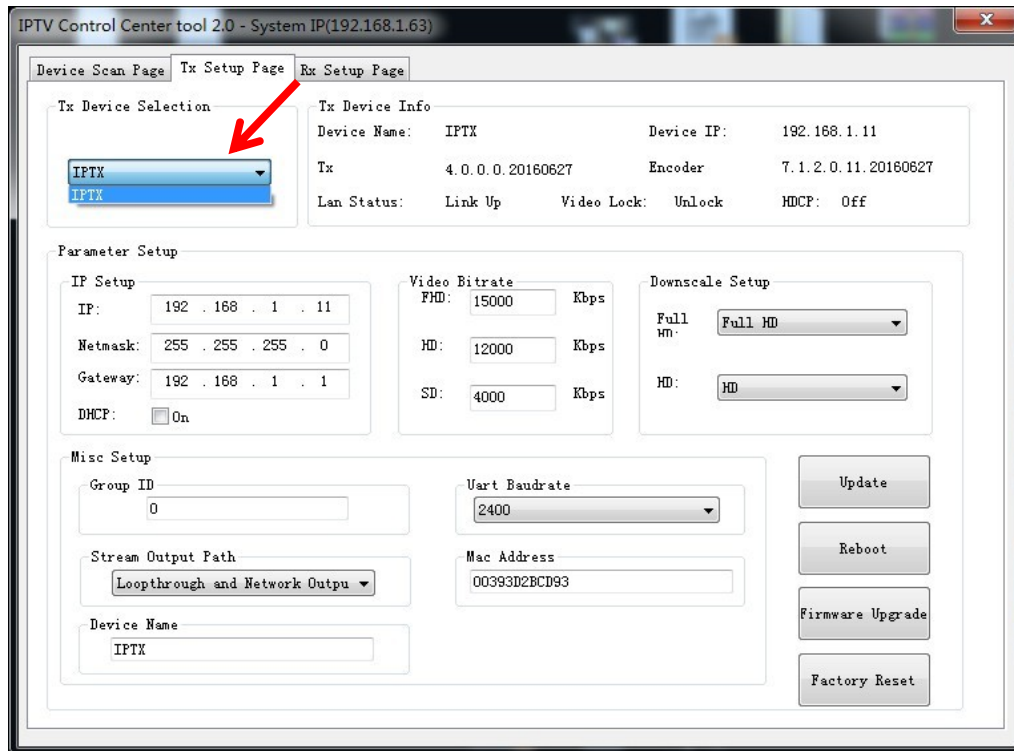 IPTV Control Center tool 2.0 - System IP(192.168.1.63)
Device Scan Page Tx Setup Page Rx Setup Page
Tx Device Selection
IPTX
IPTX
Tx Device Info
Device Name: IPTX Device IP: 192.168.1.11
Tx 4.0.0.0.20160627 Encoder 7.1.2.0.11.20160627
Lan Status: Link Up Video Lock: Unlock HDCP: Off
Parameter Setup
IP Setup
IP: 192 . 168 . 1 . 11
Netmask: 255 . 255 . 255 . 0
Gateway: 192 . 168 . 1 . 1
DHCP: On
Video Bitrate
FHD: 15000 Kbps
HD: 12000 Kbps
SD: 4000 Kbps
Downscale Setup
Full Full HD
HD: HD
Misc Setup
Group ID
0
Uart Baudrate
2400
Stream Output Path
Loopthrough and Network Outpu
Mac Address
00393D2BCD93
Device Name
IPTX
Update
Reboot
Firmware Upgrade
Factory Reset